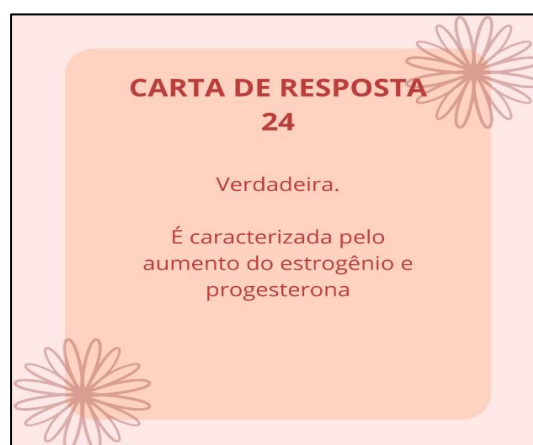 CARTA DE RESPOSTA
24
Verdadeira.
É caracterizada pelo
aumento do estrogênio e
progesterona